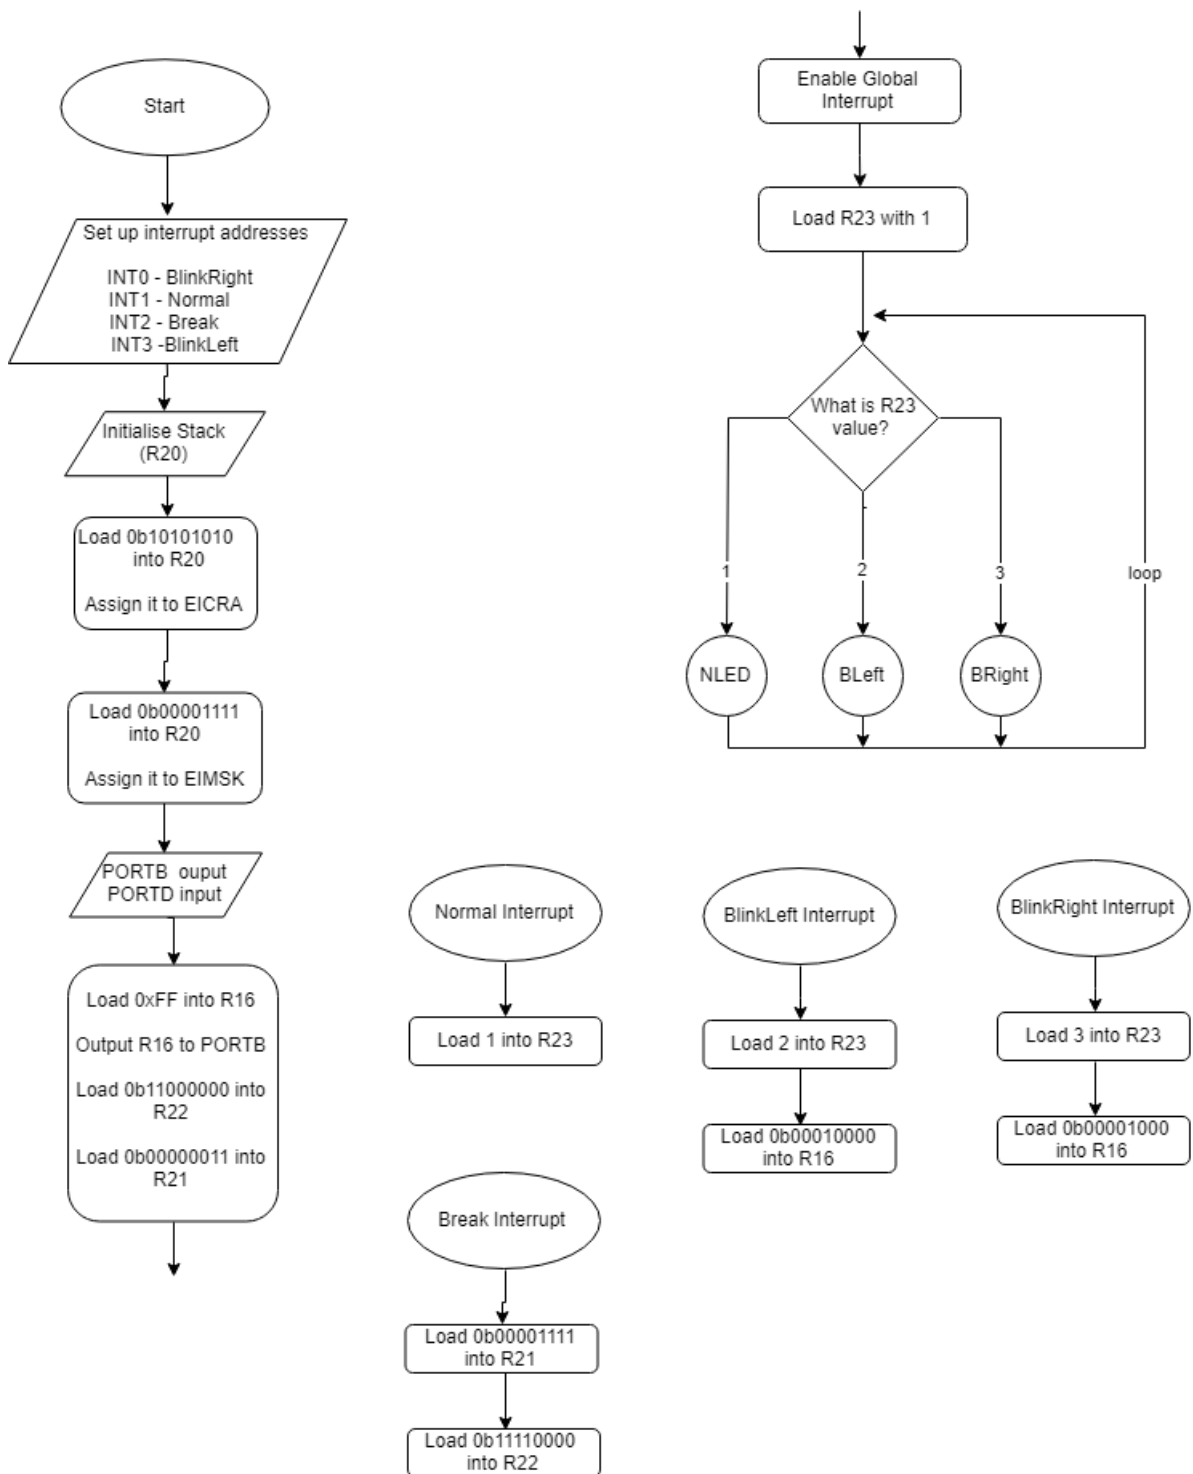 Start
Set up interrupt addresses
INT0 - BlinkRight
INT1 - Normal
INT2 - Break
INT3 -BlinkLeft
Initialise Stack
(R20)
Load 0b10101010
into R20
Assign it to EICRA
Load 0b00001111
into R20
Assign it to EIMSK
PORTB ouput
PORTD input
Load 0xFF into R16
Output R16 to PORTB
Load 0b11000000 into
R22
Load 0b00000011 into
R21
Enable Global
Interrupt
Load R23 with 1
What is R23
value?
1
2
3
loop
NLED
BLeft
BRight
Normal Interrupt
Load 1 into R23
BlinkLeft Interrupt
Load 2 into R23
Load 0b00010000
into R16
BlinkRight Interrupt
Load 3 into R23
Load 0b00001000
into R16
Break Interrupt
Load 0b00001111
into R21
Load 0b11110000
into R22